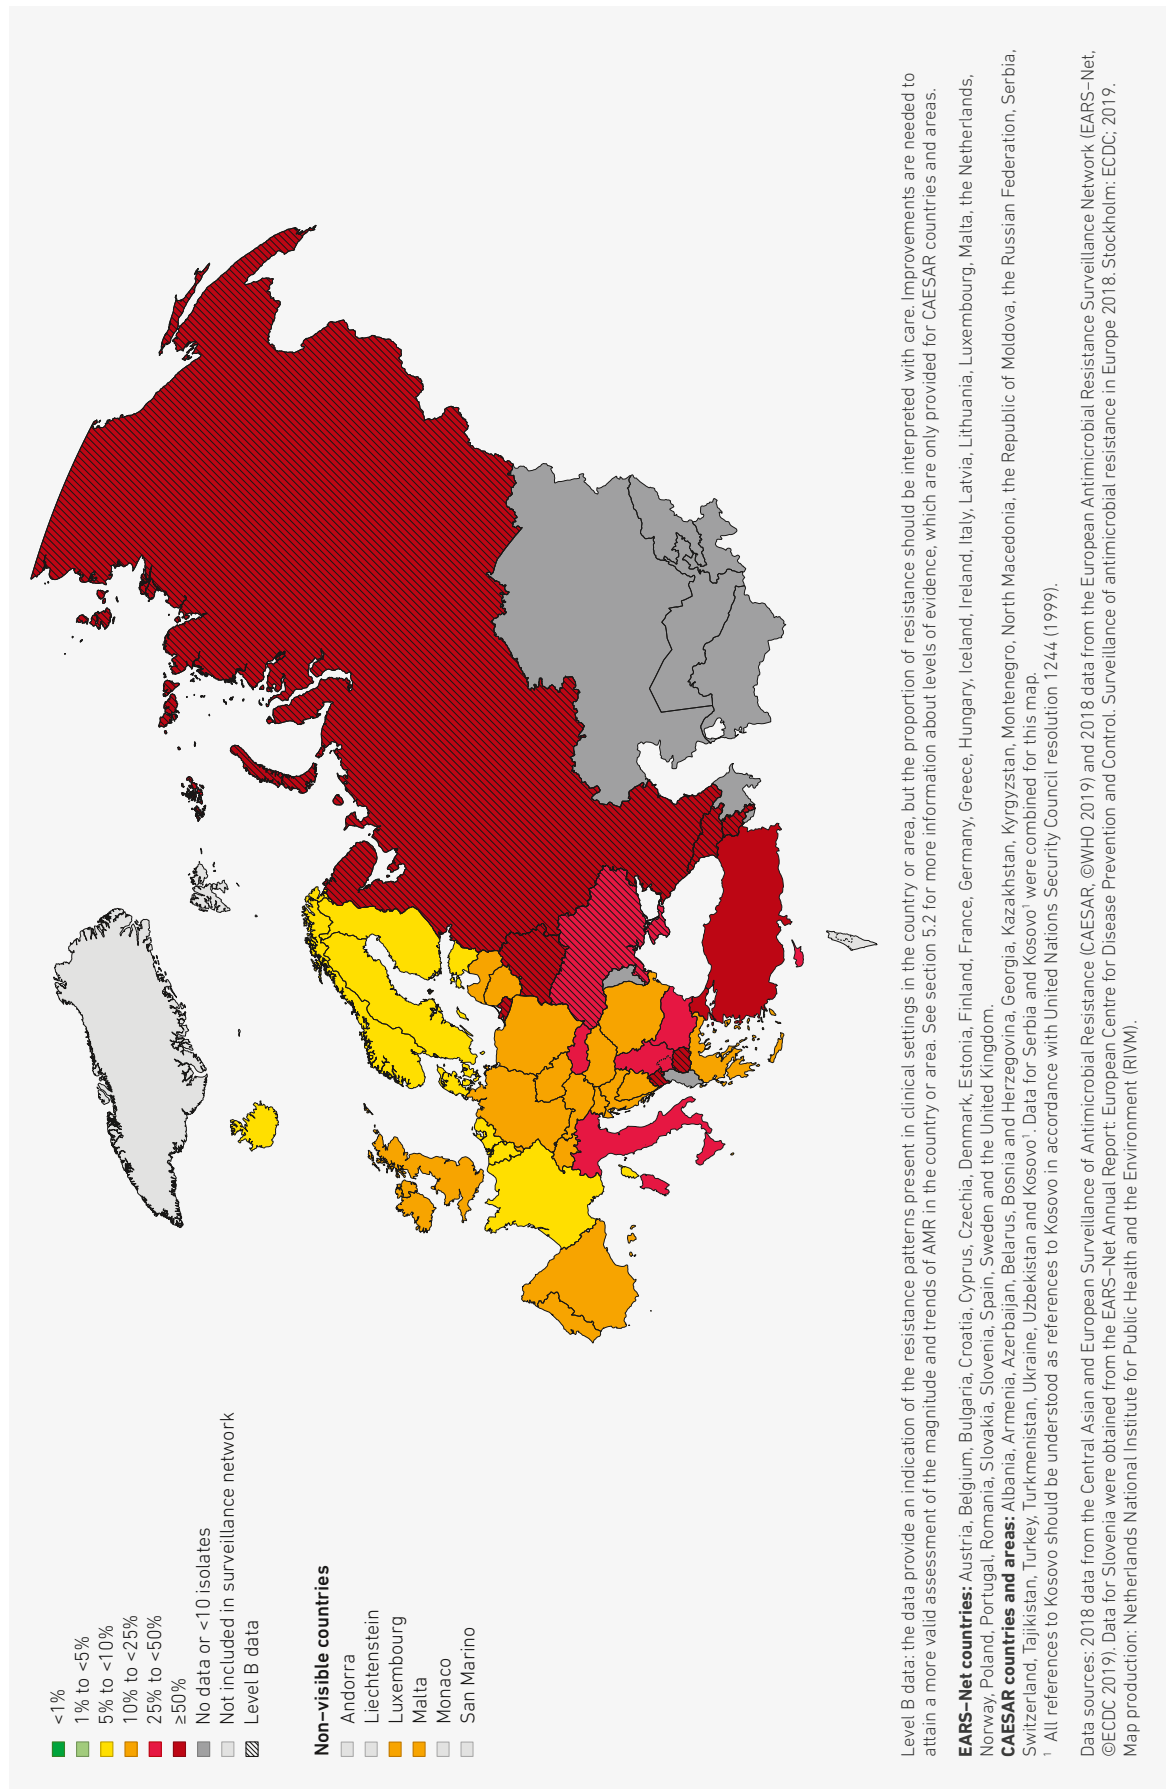 <1%
1% to <5%
5% to <10%
10% to <25%
25% to <50%
≥50%
No data or <10 isolates
Not included in surveillance network
Level B data
Non–visible countries
Andorra
Liechtenstein
Luxembourg
Malta
Monaco
San Marino
Level B data: the data provide an indication of the resistance patterns present in clinical settings in the country or area, but the proportion of resistance should be interpreted with care. Improvements are needed to
attain a more valid assessment of the magnitude and trends of AMR in the country or area. See section 5.2 for more information about levels of evidence, which are only provided for CAESAR countries and areas.
EARS–Net countries: Austria, Belgium, Bulgaria, Croatia, Cyprus, Czechia, Denmark, Estonia, Finland, France, Germany, Greece, Hungary, Iceland, Ireland, Italy, Latvia, Lithuania, Luxembourg, Malta, the Netherlands,
Norway, Poland, Portugal, Romania, Slovakia, Slovenia, Spain, Sweden and the United Kingdom.
CAESAR countries and areas: Albania, Armenia, Azerbaijan, Belarus, Bosnia and Herzegovina, Georgia, Kazakhstan, Kyrgyzstan, Montenegro, North Macedonia, the Republic of Moldova, the Russian Federation, Serbia,
Switzerland, Tajikistan, Turkey, Turkmenistan, Ukraine, Uzbekistan and Kosovo¹. Data for Serbia and Kosovo¹ were combined for this map.
¹ All references to Kosovo should be understood as references to Kosovo in accordance with United Nations Security Council resolution 1244 (1999).
Data sources: 2018 data from the Central Asian and European Surveillance of Antimicrobial Resistance (CAESAR, ©WHO 2019) and 2018 data from the European Antimicrobial Resistance Surveillance Network (EARS–Net,
©ECDC 2019). Data for Slovenia were obtained from the EARS–Net Annual Report: European Centre for Disease Prevention and Control. Surveillance of antimicrobial resistance in Europe 2018. Stockholm: ECDC; 2019.
Map production: Netherlands National Institute for Public Health and the Environment (RIVM).